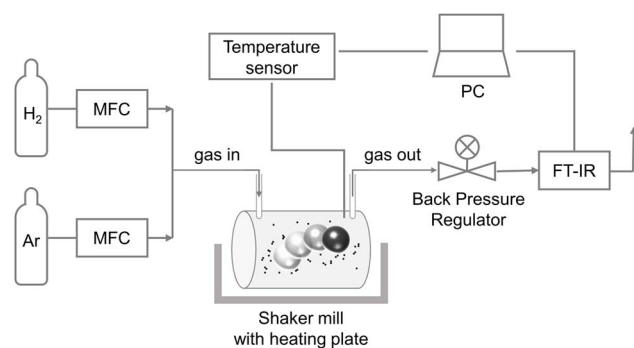 Temperature
sensor
PC
H₂
MFC
gas in
gas out
Back Pressure
Regulator
FT-IR
Ar
MFC
Shaker mill
with heating plate